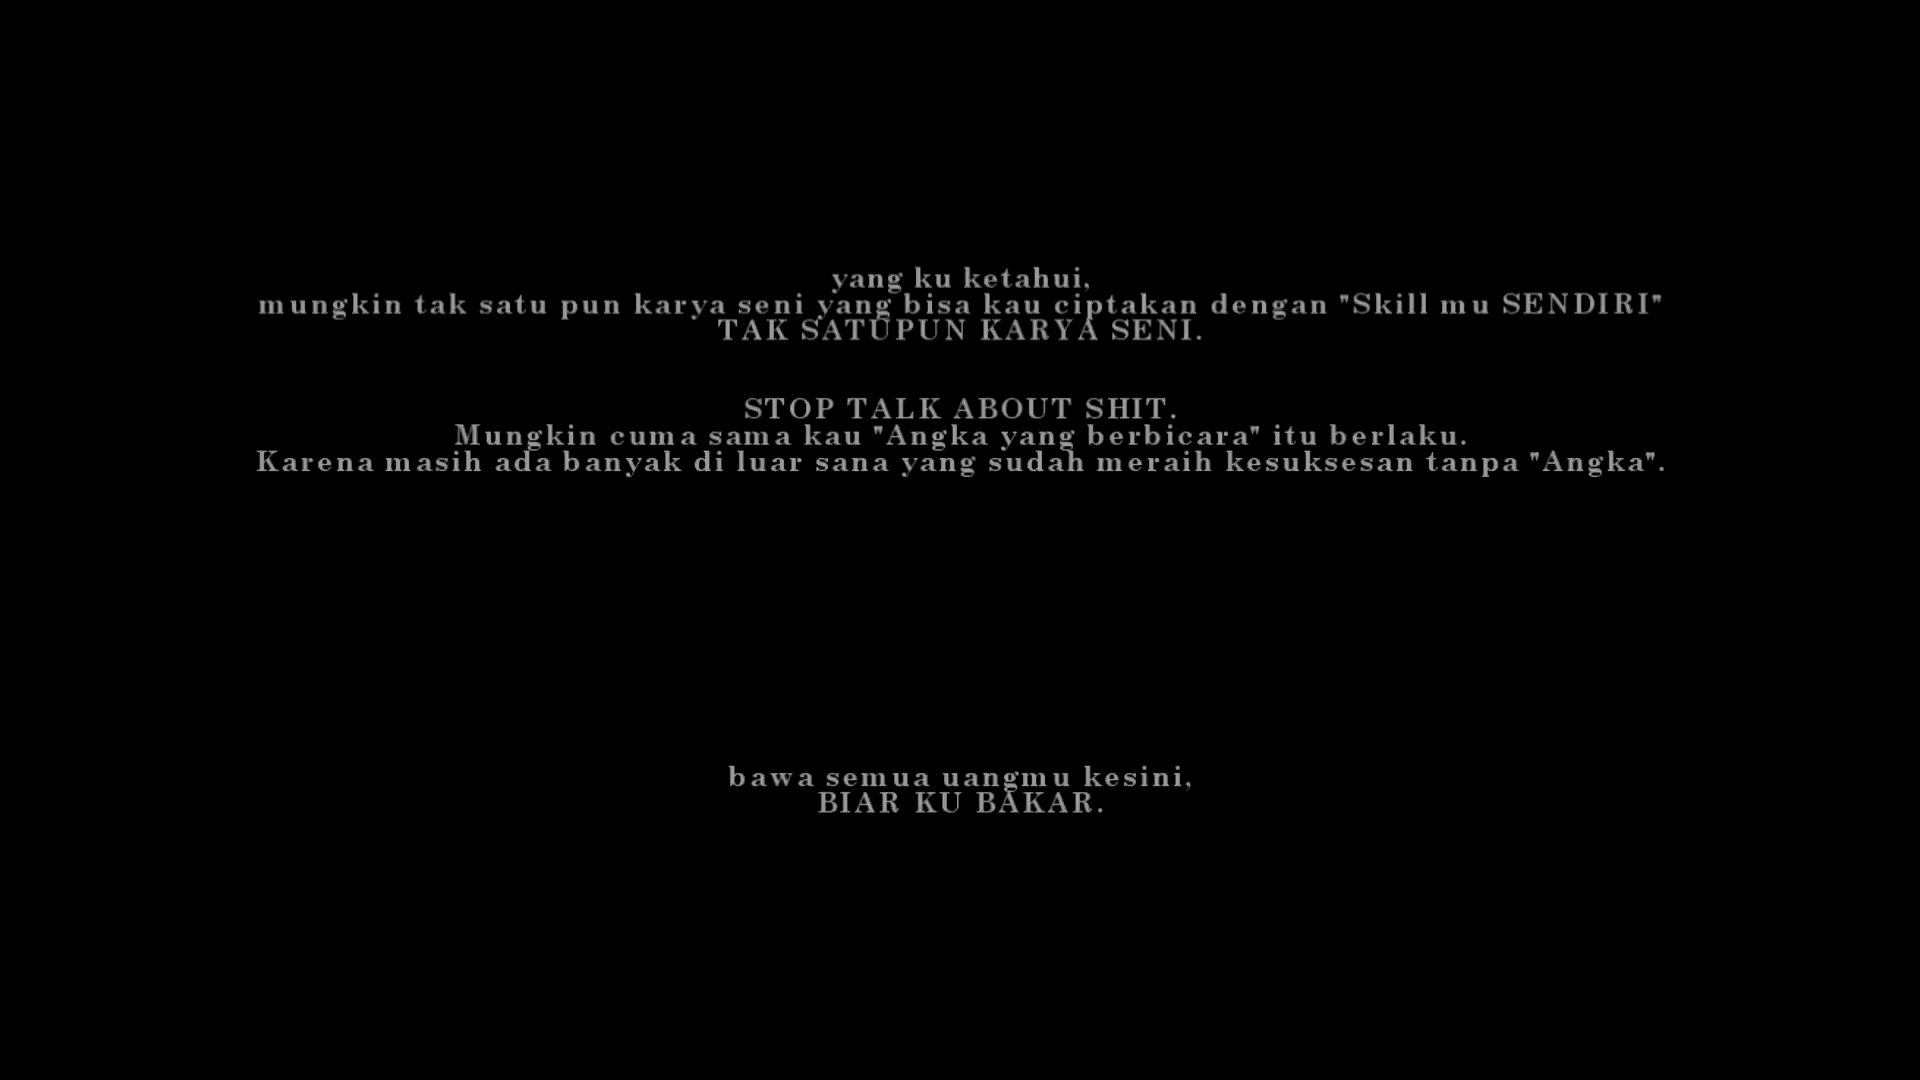 yang ku ketahui,
mungkin tak satu pun karya seni yang bisa kau ciptakan dengan "Skill mu SENDIRI"
TAK SATUPUN KARYA SENI.
STOP TALK ABOUT SHIT.
Mungkin cuma sama kau "Angka yang berbicara" itu berlaku.
Karena masih ada banyak di luar sana yang sudah meraih kesuksesan tanpa "Angka".
bawa semua uangmu kesini,
BIAR KU BAKAR.